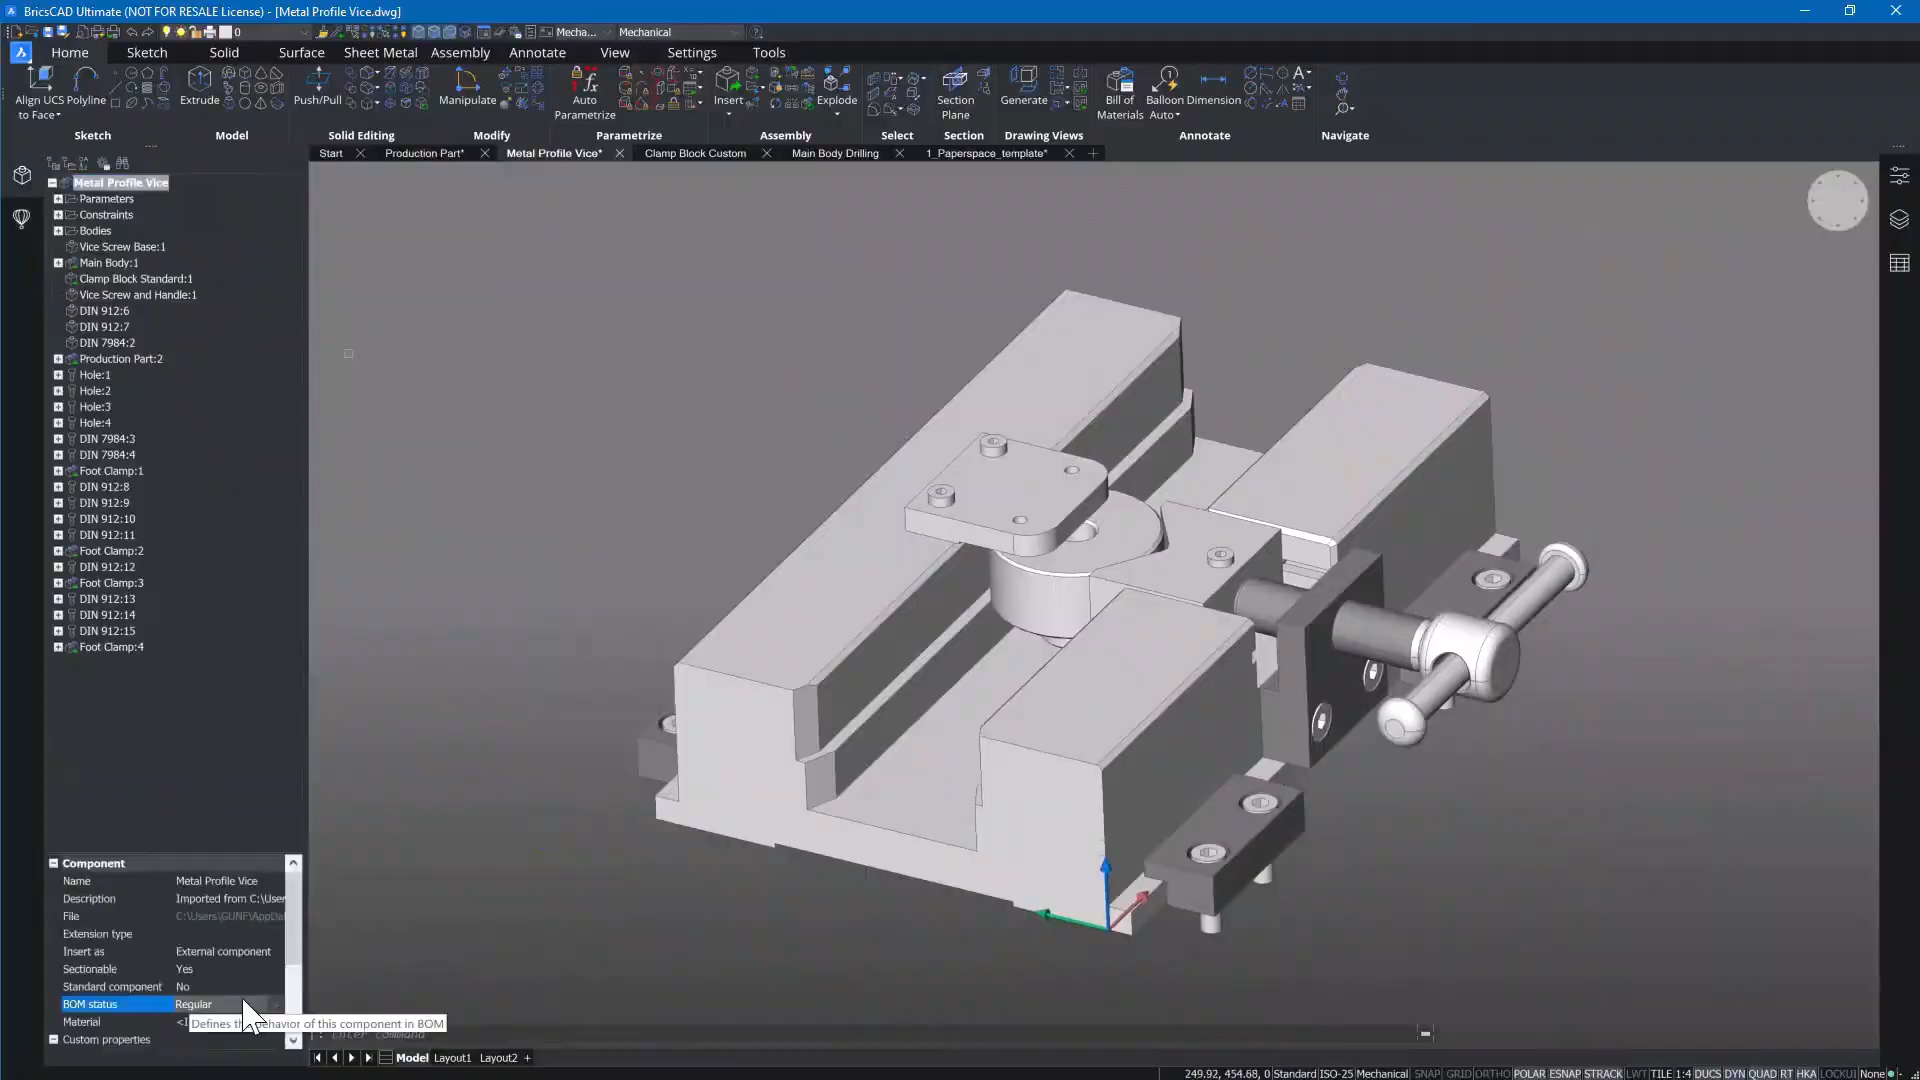 BricsCAD Ultimate (NOT FOR RESALE License) - [Metal Profile Vice.dwg]
0
Mecha...
Mechanical
Home
Sketch
Solid
Surface
Sheet Metal
Assembly
Annotate
View
Settings
Tools
Align UCS
to Face
Polyline
Extrude
Push/Pull
Manipulate
Auto
Parametrize
Insert
Explode
Section
Plane
Generate
Bill of
Materials
Balloon
Auto
Dimension
Sketch
Model
Solid Editing
Modify
Parametrize
Assembly
Select
Section
Drawing Views
Annotate
Navigate
Start
Production Part*
Metal Profile Vice*
Clamp Block Custom
Main Body Drilling
1_Paperspace_template*
Metal Profile Vice
Parameters
Constraints
Bodies
Vice Screw Base:1
Main Body:1
Clamp Block Standard:1
Vice Screw and Handle:1
DIN 912:6
DIN 912:7
DIN 7984:2
Production Part:2
Hole:1
Hole:2
Hole:3
Hole:4
DIN 7984:3
DIN 7984:4
Foot Clamp:1
DIN 912:8
DIN 912:9
DIN 912:10
DIN 912:11
Foot Clamp:2
DIN 912:12
Foot Clamp:3
DIN 912:13
DIN 912:14
DIN 912:15
Foot Clamp:4
Component
Name Metal Profile Vice
Description Imported from C:\User
File C:\Users\GUNF\AppDa
Extension type
Insert as External component
Sectionable Yes
Standard component No
BOM status Regular
Material
Defines the behavior of this component in BOM
Custom properties
Enter command
Model Layout1 Layout2 +
249.92, 454.68, 0 Standard ISO-25 Mechanical SNAP GRID ORTHO POLAR ESNAP STRACK LWT TILE 1:4 DUCS DYN QUAD RT HKA LOCKUI None